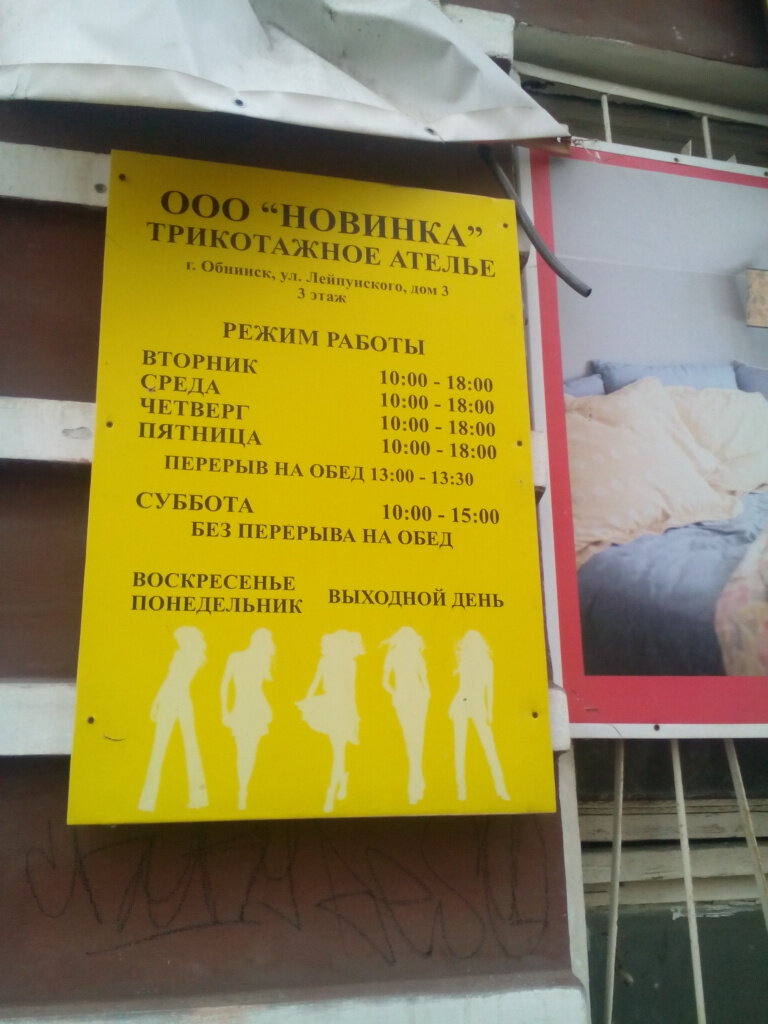 ООО “НОВИНКА”
ТРИКОТАЖНОЕ АТЕЛЬЕ
г. Обнинск, ул. Лейпунского, дом 3
3 этаж
РЕЖИМ РАБОТЫ
ВТОРНИК 10:00 - 18:00
СРЕДА 10:00 - 18:00
ЧЕТВЕРГ 10:00 - 18:00
ПЯТНИЦА 10:00 - 18:00
ПЕРЕРЫВ НА ОБЕД 13:00 - 13:30
СУББОТА 10:00 - 15:00
БЕЗ ПЕРЕРЫВА НА ОБЕД
ВОСКРЕСЕНЬЕ
ПОНЕДЕЛЬНИК ВЫХОДНОЙ ДЕНЬ